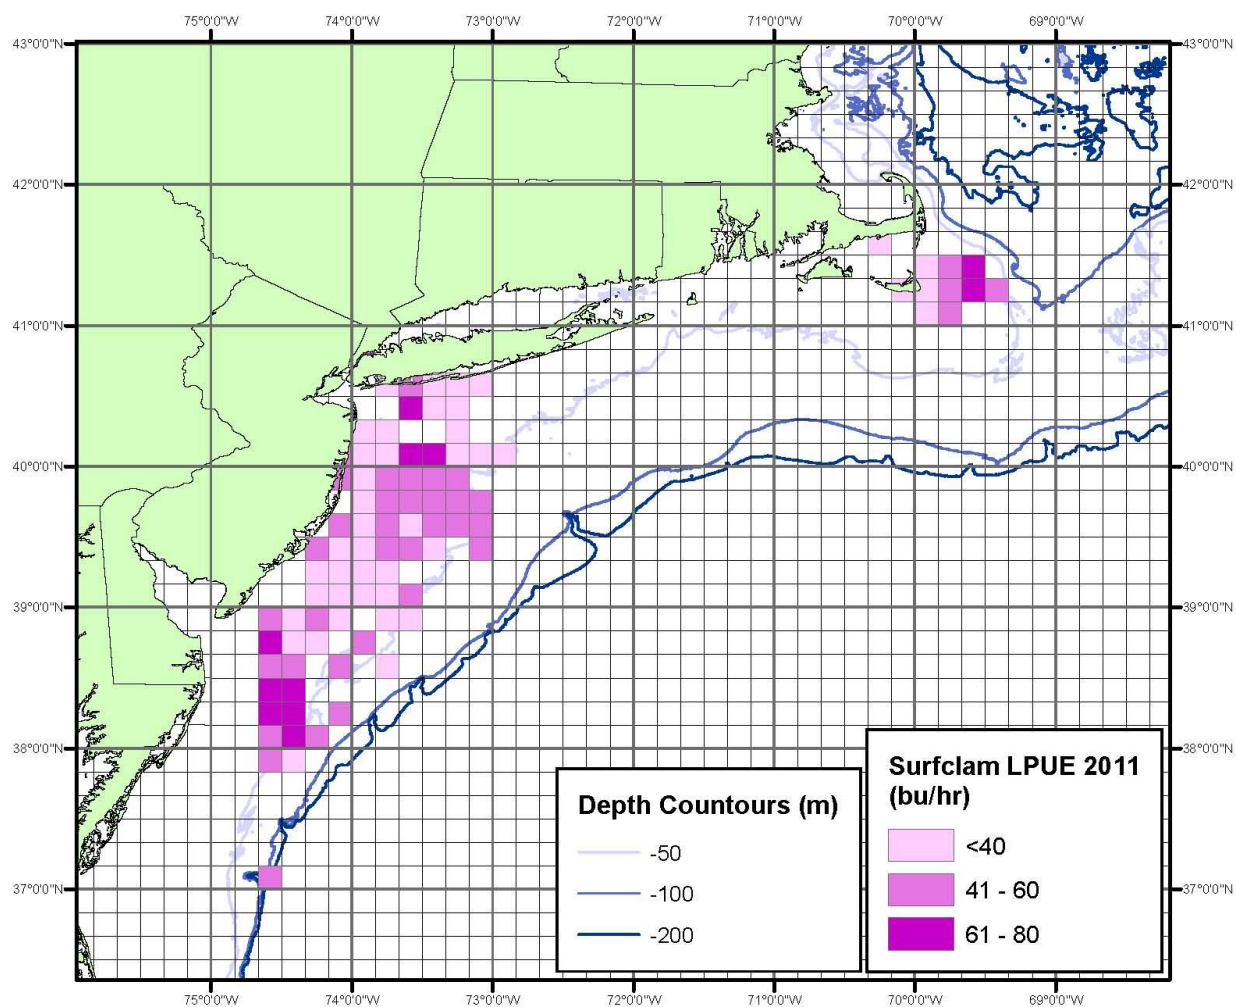 75°0'0"W 74°0'0"W 73°0'0"W 72°0'0"W 71°0'0"W 70°0'0"W 69°0'0"W
43°0'0"N 43°0'0"N
42°0'0"N 42°0'0"N
41°0'0"N 41°0'0"N
40°0'0"N 40°0'0"N
39°0'0"N 39°0'0"N
38°0'0"N 38°0'0"N
37°0'0"N 37°0'0"N
Depth Countours (m)
-50
-100
-200
Surfclam LPUE 2011
(bu/hr)
<40
41 - 60
61 - 80
75°0'0"W 74°0'0"W 73°0'0"W 72°0'0"W 71°0'0"W 70°0'0"W 69°0'0"W